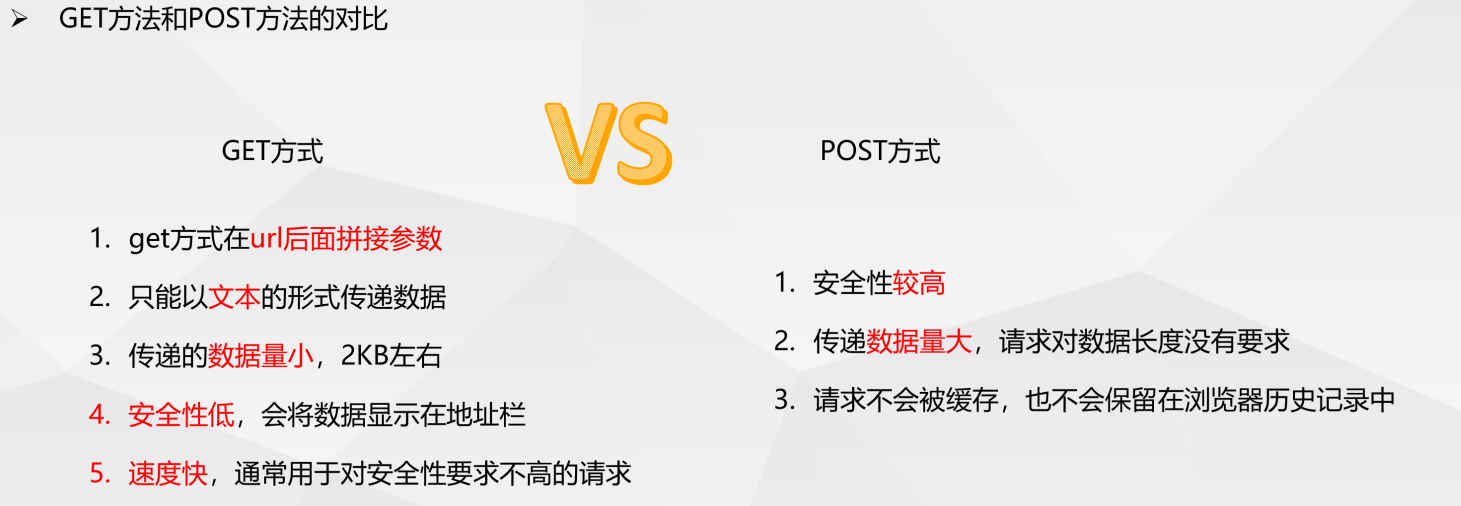 ➢ GET方法和POST方法的对比
VS
GET方式
POST方式
1. get方式在url后面拼接参数
2. 只能以文本的形式传递数据
3. 传递的数据量小，2KB左右
4. 安全性低，会将数据显示在地址栏
5. 速度快，通常用于对安全性要求不高的请求
1. 安全性较高
2. 传递数据量大，请求对数据长度没有要求
3. 请求不会被缓存，也不会保留在浏览器历史记录中